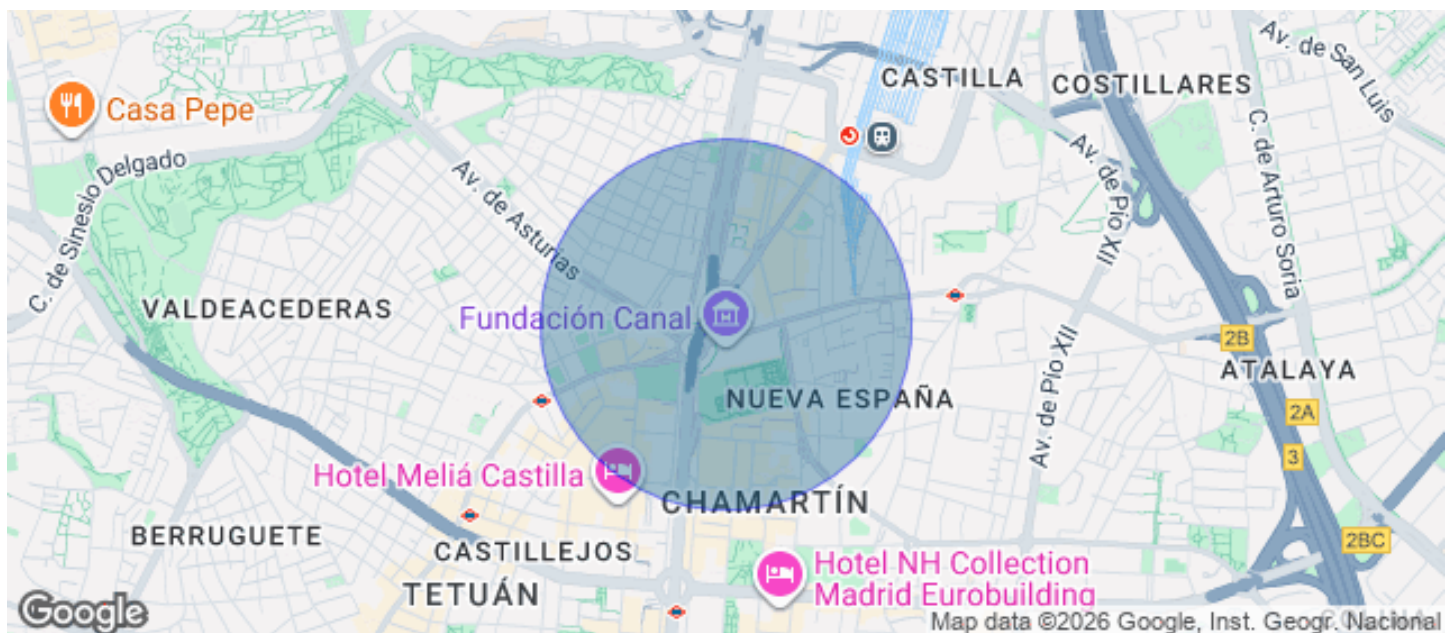 CASTILLA
COSTILLARES
Av. de San Luis
Casa Pepe
C. de Sinesio Delgado
Av. de Asturias
Av. de Pío XII
C. de Arturo Soria
VALDEACEDERAS
Fundación Canal
2B
ATALAYA
NUEVA ESPAÑA
Av. de Pío XII
2A
3
Hotel Meliá Castilla
CHAMARTÍN
BERRUGUETE
CASTILLEJOS
2BC
TETUÁN
Hotel NH Collection
Madrid Eurobuilding
Google
Map data ©2026 Google, Inst. Geogr. Nacional